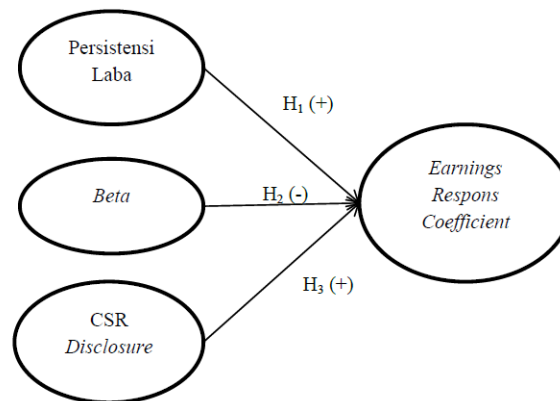 Persistensi
Laba
H₁ (+)
Beta
H₂ (-)
Earnings
Respons
Coefficient
CSR
Disclosure
H₃ (+)